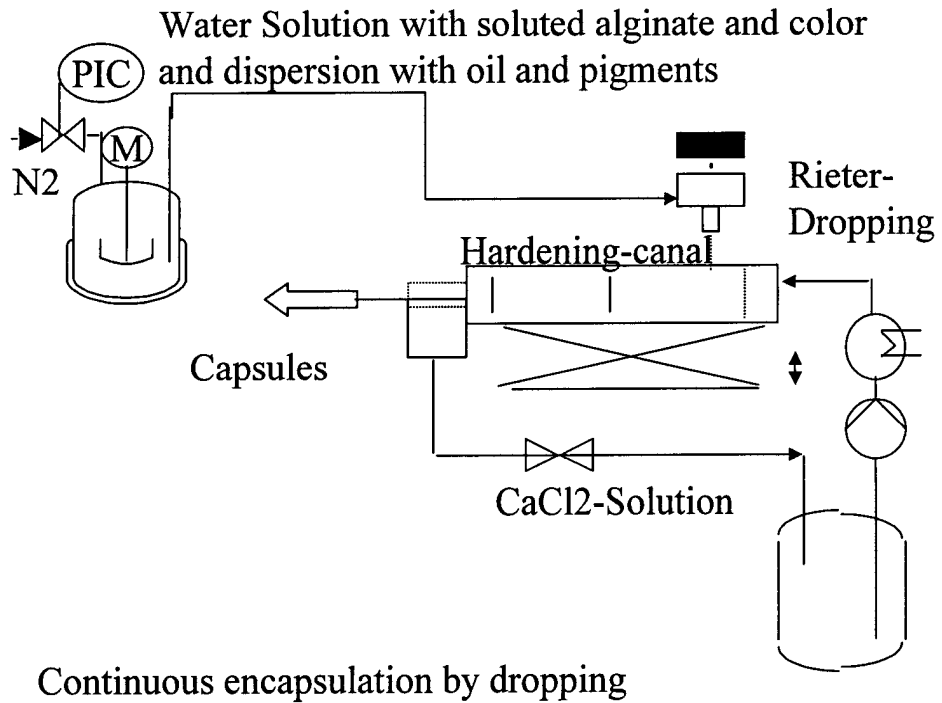 Water Solution with soluted alginate and color
and dispersion with oil and pigments
PIC
M
N2
Rieter-
Dropping
Hardening-canal
Capsules
CaCl2-Solution
Continuous encapsulation by dropping